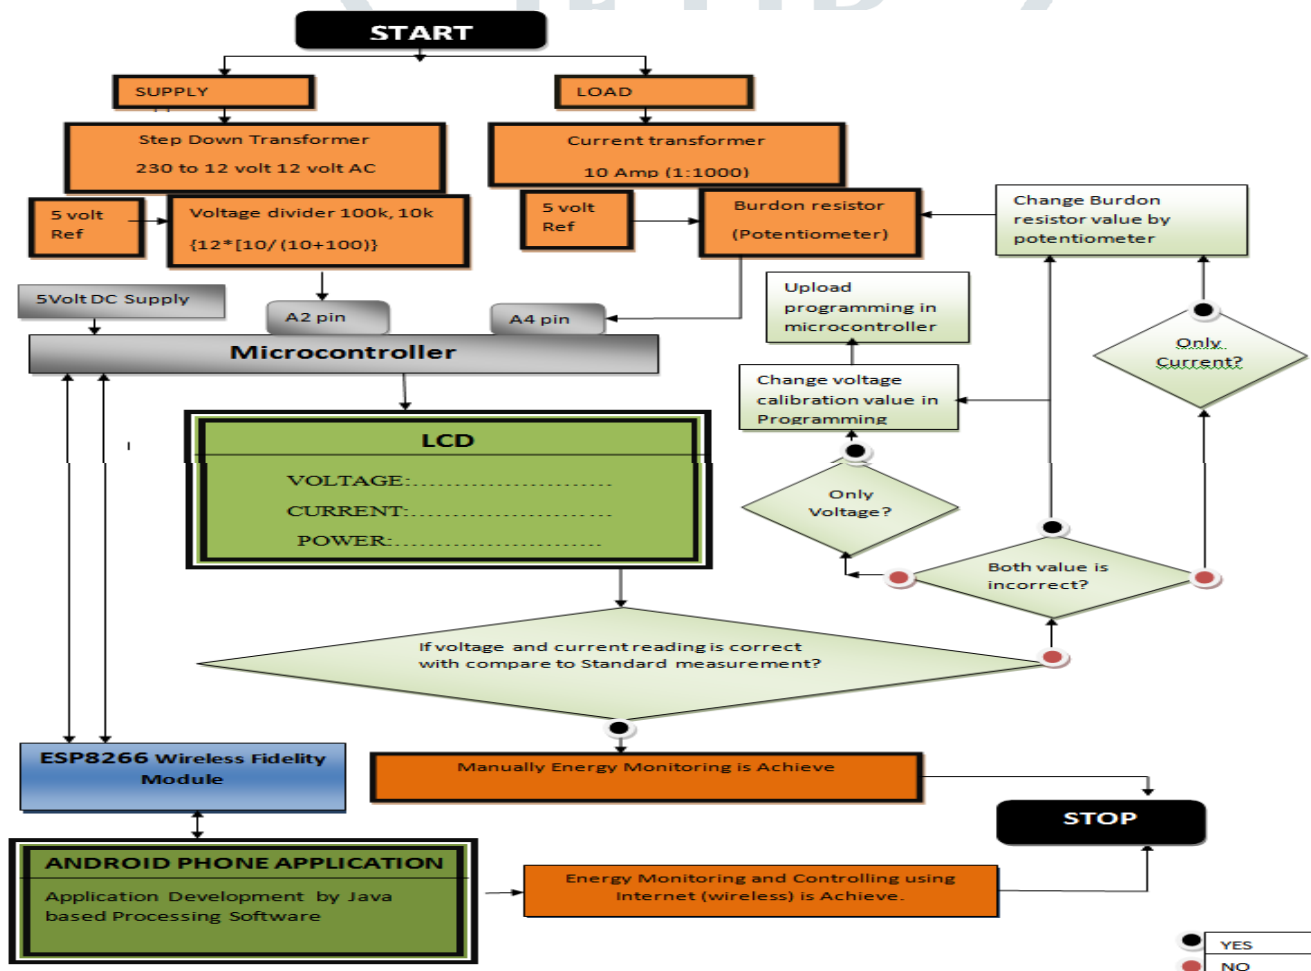 START
SUPPLY
LOAD
Step Down Transformer
230 to 12 volt 12 volt AC
Current transformer
10 Amp (1:1000)
5 volt
Ref
Voltage divider 100k, 10k
{12*[10/(10+100)}
5 volt
Ref
Burdon resistor
(Potentiometer)
Change Burdon
resistor value by
potentiometer
5Volt DC Supply
A2 pin
A4 pin
Upload
programming in
microcontroller
Microcontroller
Only
Current?
Change voltage
calibration value in
Programming
LCD
VOLTAGE:.........................
CURRENT:.........................
POWER:.........................
Only
Voltage?
Both value is
incorrect?
If voltage and current reading is correct
with compare to Standard measurement?
ESP8266 Wireless Fidelity
Module
Manually Energy Monitoring is Achieve
STOP
ANDROID PHONE APPLICATION
Application Development by Java
based Processing Software
Energy Monitoring and Controlling using
Internet (wireless) is Achieve.
YES
NO